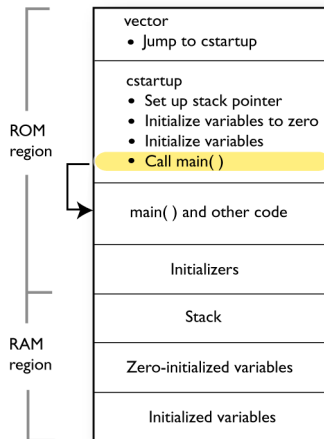 vector
• Jump to cstartup
cstartup
• Set up stack pointer
• Initialize variables to zero
• Initialize variables
• Call main( )
ROM
region
main( ) and other code
Initializers
Stack
RAM
region
Zero-initialized variables
Initialized variables